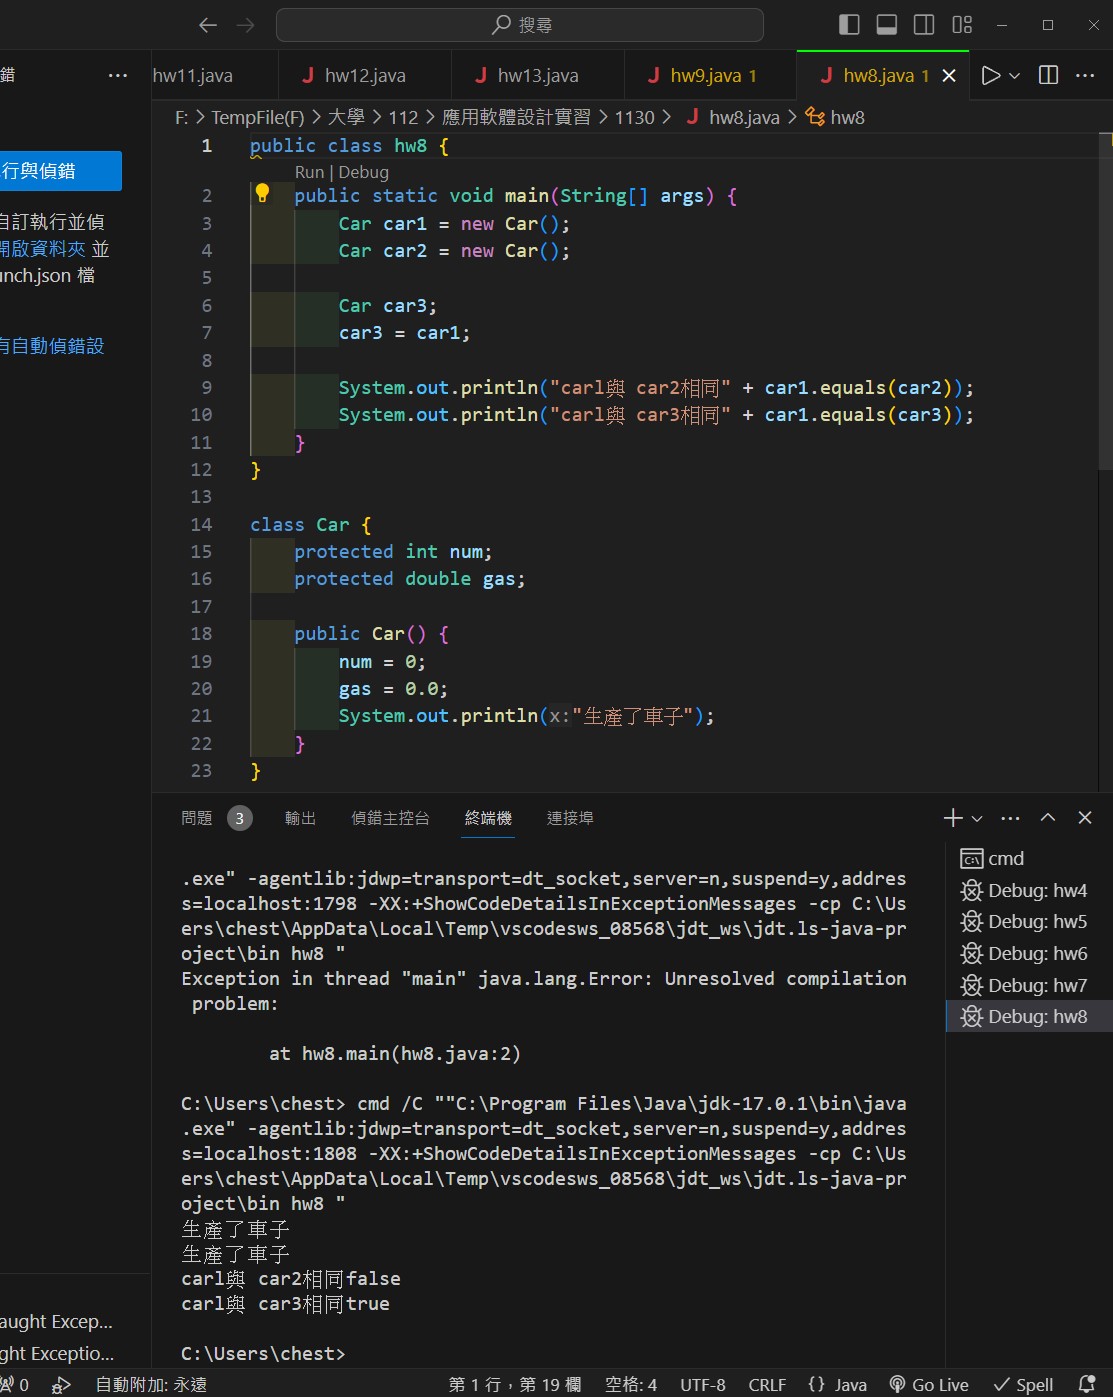 搜尋
錯 ···
hw11.java
J hw12.java
J hw13.java
J hw9.java 1
J hw8.java 1
F: > TempFile(F) > 大學 > 112 > 應用軟體設計實習 > 1130 > J hw8.java > hw8
行與偵錯
自訂執行並偵
開啟資料夾 並
unch.json 檔
有自動偵錯設
1 public class hw8 {
Run | Debug
2 public static void main(String[] args) {
3 Car car1 = new Car();
4 Car car2 = new Car();
5
6 Car car3;
7 car3 = car1;
8
9 System.out.println("carl與 car2相同" + car1.equals(car2));
10 System.out.println("carl與 car3相同" + car1.equals(car3));
11 }
12 }
13
14 class Car {
15 protected int num;
16 protected double gas;
17
18 public Car() {
19 num = 0;
20 gas = 0.0;
21 System.out.println(x:"生產了車子");
22 }
23 }
問題 3 輸出 偵錯主控台 終端機 連接埠
.exe" -agentlib:jdwp=transport=dt_socket,server=n,suspend=y,addres
s=localhost:1798 -XX:+ShowCodeDetailsInExceptionMessages -cp C:\Us
ers\chest\AppData\Local\Temp\vscodesws_08568\jdt_ws\jdt.ls-java-pr
oject\bin hw8 "
Exception in thread "main" java.lang.Error: Unresolved compilation
problem:
at hw8.main(hw8.java:2)
C:\Users\chest> cmd /C ""C:\Program Files\Java\jdk-17.0.1\bin\java
.exe" -agentlib:jdwp=transport=dt_socket,server=n,suspend=y,addres
s=localhost:1808 -XX:+ShowCodeDetailsInExceptionMessages -cp C:\Us
ers\chest\AppData\Local\Temp\vscodesws_08568\jdt_ws\jdt.ls-java-pr
oject\bin hw8 "
生產了車子
生產了車子
carl與 car2相同false
carl與 car3相同true
C:\Users\chest>
cmd
Debug: hw4
Debug: hw5
Debug: hw6
Debug: hw7
Debug: hw8
aught Excep...
ght Exceptio...
0 自動附加: 永遠 第 1 行，第 19 欄 空格: 4 UTF-8 CRLF {} Java Go Live Spell